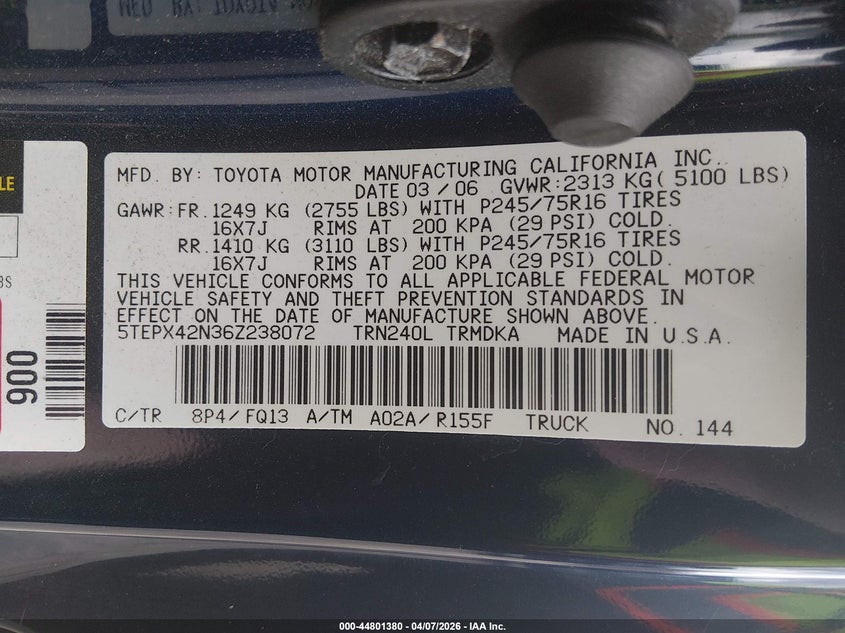 MFD. BY: TOYOTA MOTOR MANUFACTURING CALIFORNIA INC.
DATE 03 / 06 GVWR:2313 KG( 5100 LBS)
GAWR:FR.1249 KG (2755 LBS) WITH P245/75R16 TIRES
16X7J RIMS AT 200 KPA (29 PSI) COLD.
RR.1410 KG (3110 LBS) WITH P245/75R16 TIRES
16X7J RIMS AT 200 KPA (29 PSI) COLD.
THIS VEHICLE CONFORMS TO ALL APPLICABLE FEDERAL MOTOR
VEHICLE SAFETY AND THEFT PREVENTION STANDARDS IN
EFFECT ON THE DATE OF MANUFACTURE SHOWN ABOVE.
5TEPX42N36Z238072 TRN240L TRMDKA MADE IN U.S.A.
C/TR 8P4/FQ13 A/TM A02A/R155F TRUCK NO. 144
900
000-44801380 - 04/07/2026 - IAA Inc.